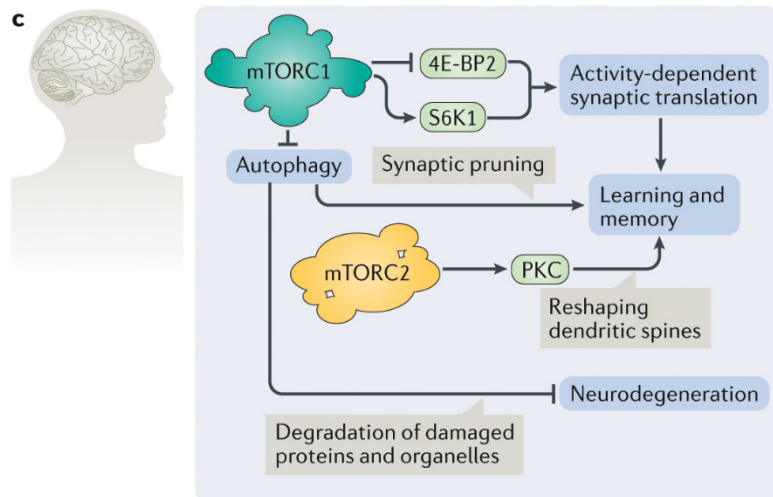 c
mTORC1
4E-BP2
S6K1
Activity-dependent
synaptic translation
Autophagy
Synaptic pruning
Learning and
memory
mTORC2
PKC
Reshaping
dendritic spines
Neurodegeneration
Degradation of damaged
proteins and organelles